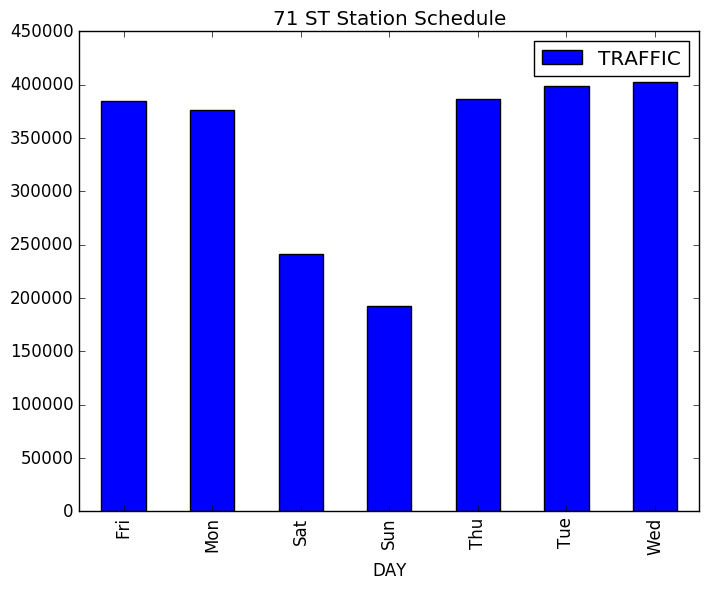 71 ST Station Schedule
TRAFFIC
450000
400000
350000
300000
250000
200000
150000
100000
50000
0
Fri
Mon
Sat
Sun
Thu
Tue
Wed
DAY